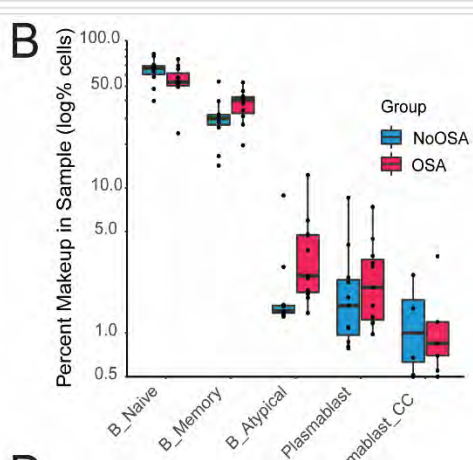 B
Percent Makeup in Sample (log% cells)
100.0
50.0
10.0
5.0
1.0
0.5
Group
NoOSA
OSA
B_Naive
B_Memory
B_Atypical
Plasmablast
mablast_CC